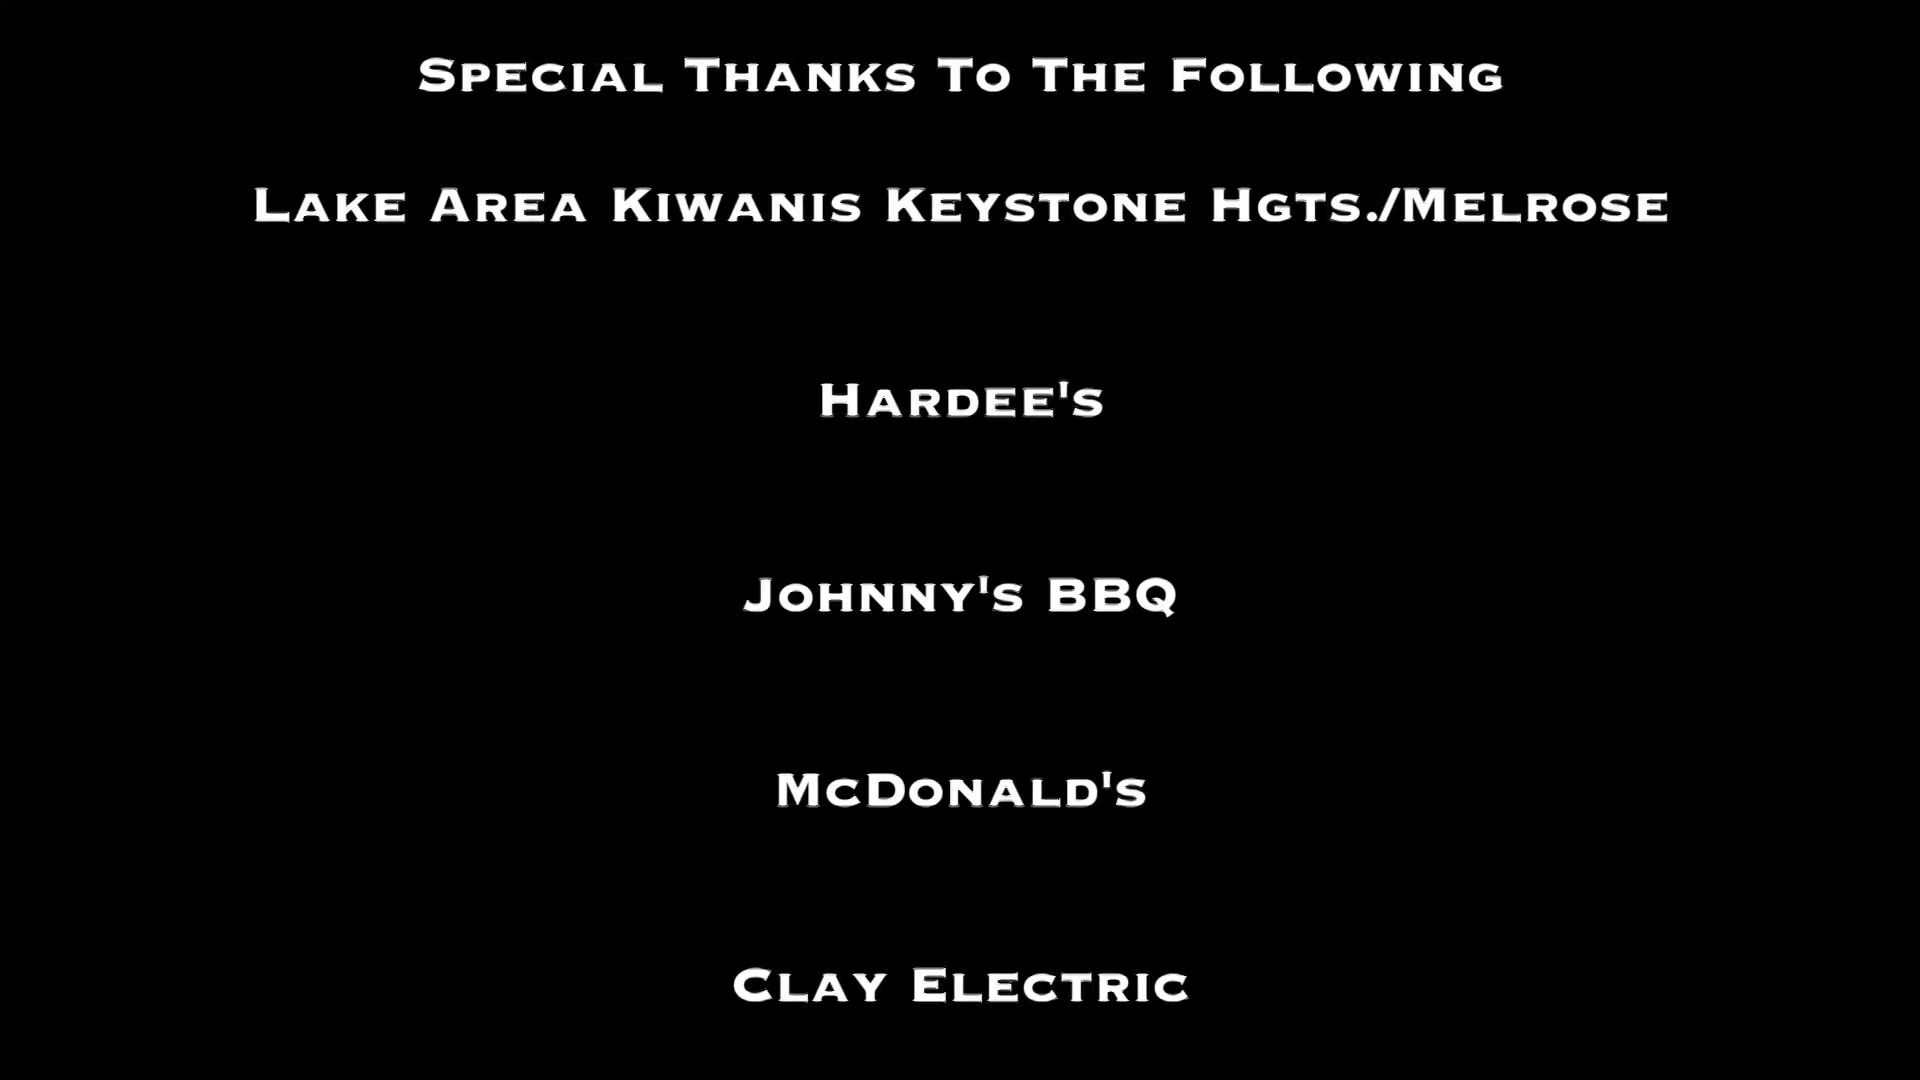 Special Thanks To The Following
Lake Area Kiwanis Keystone Hgts./Melrose
Hardee's
Johnny's BBQ
McDonald's
Clay Electric